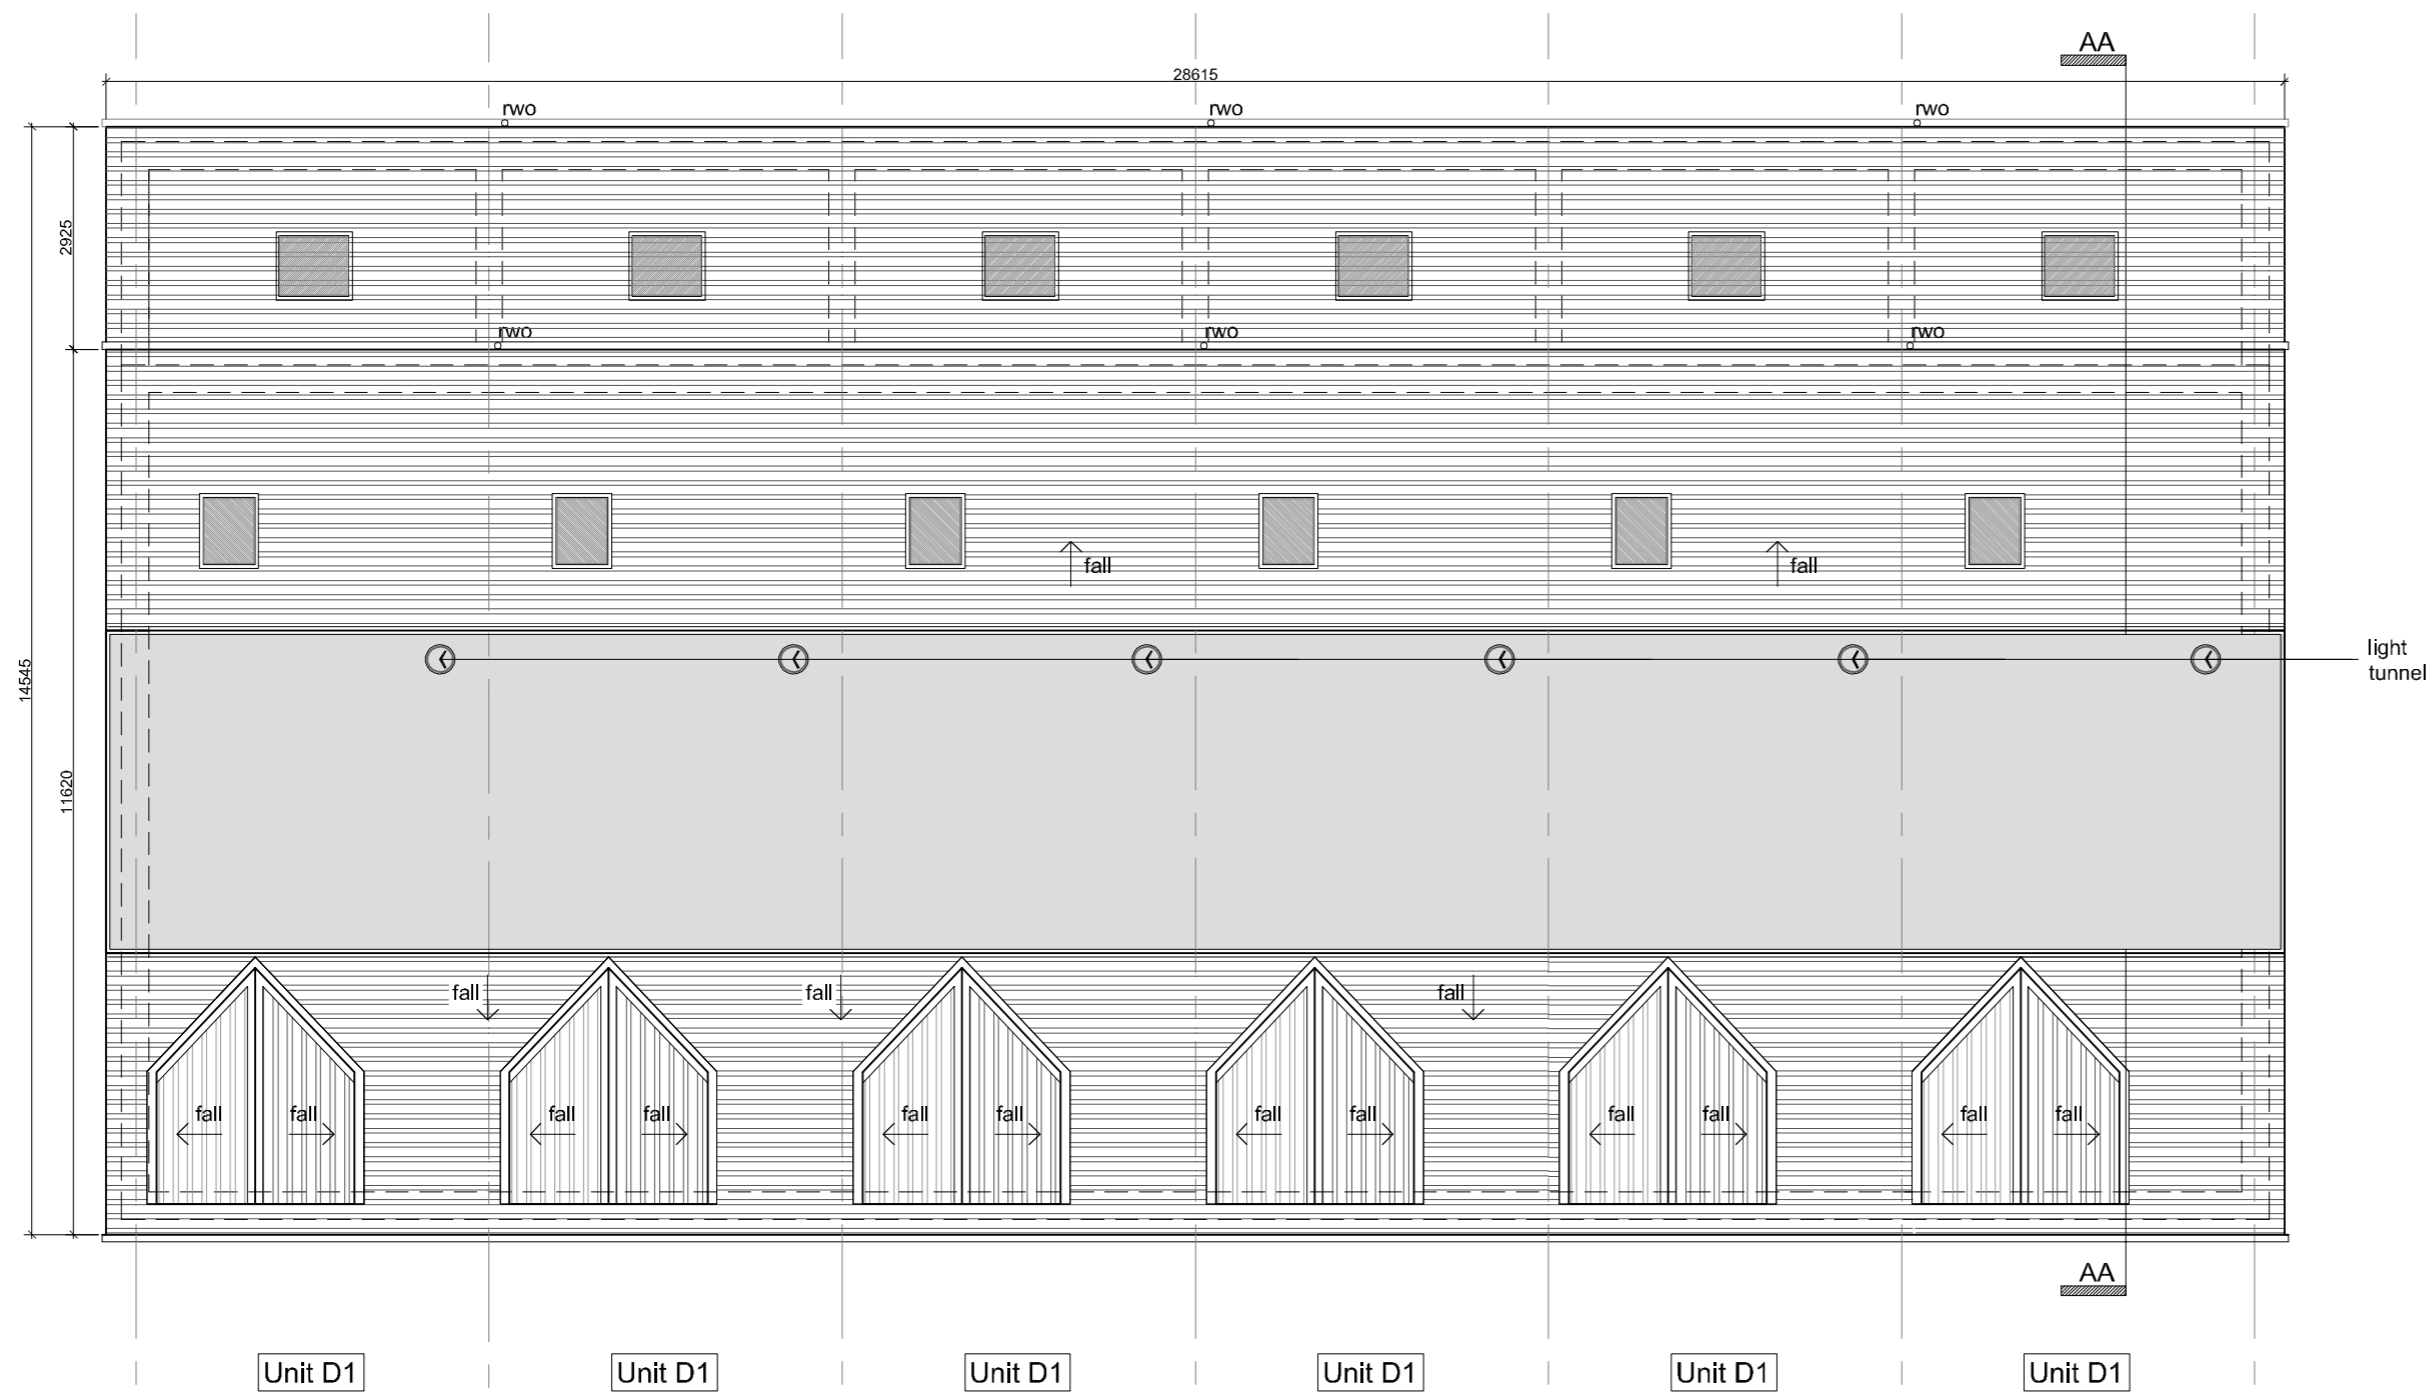 AA
28615
rwo rwo rwo
2925
rwo rwo rwo
fall fall
light
tunnel
14545
11620
fall fall fall
fall fall fall fall fall fall fall fall fall fall fall fall
AA
Unit D1 Unit D1 Unit D1 Unit D1 Unit D1 Unit D1